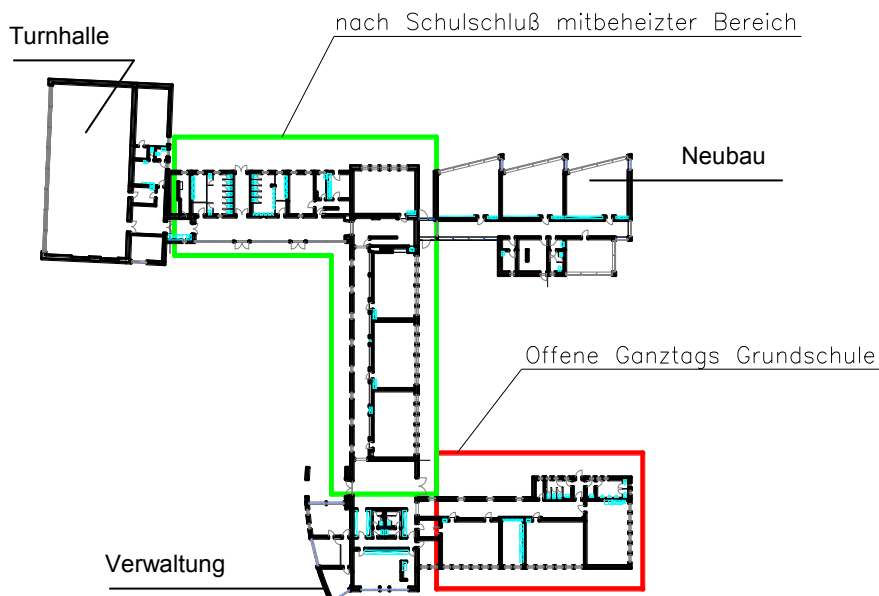 nach Schulschluß mitbeheizter Bereich
Turnhalle
Neubau
Offene Ganztags Grundschule
Verwaltung